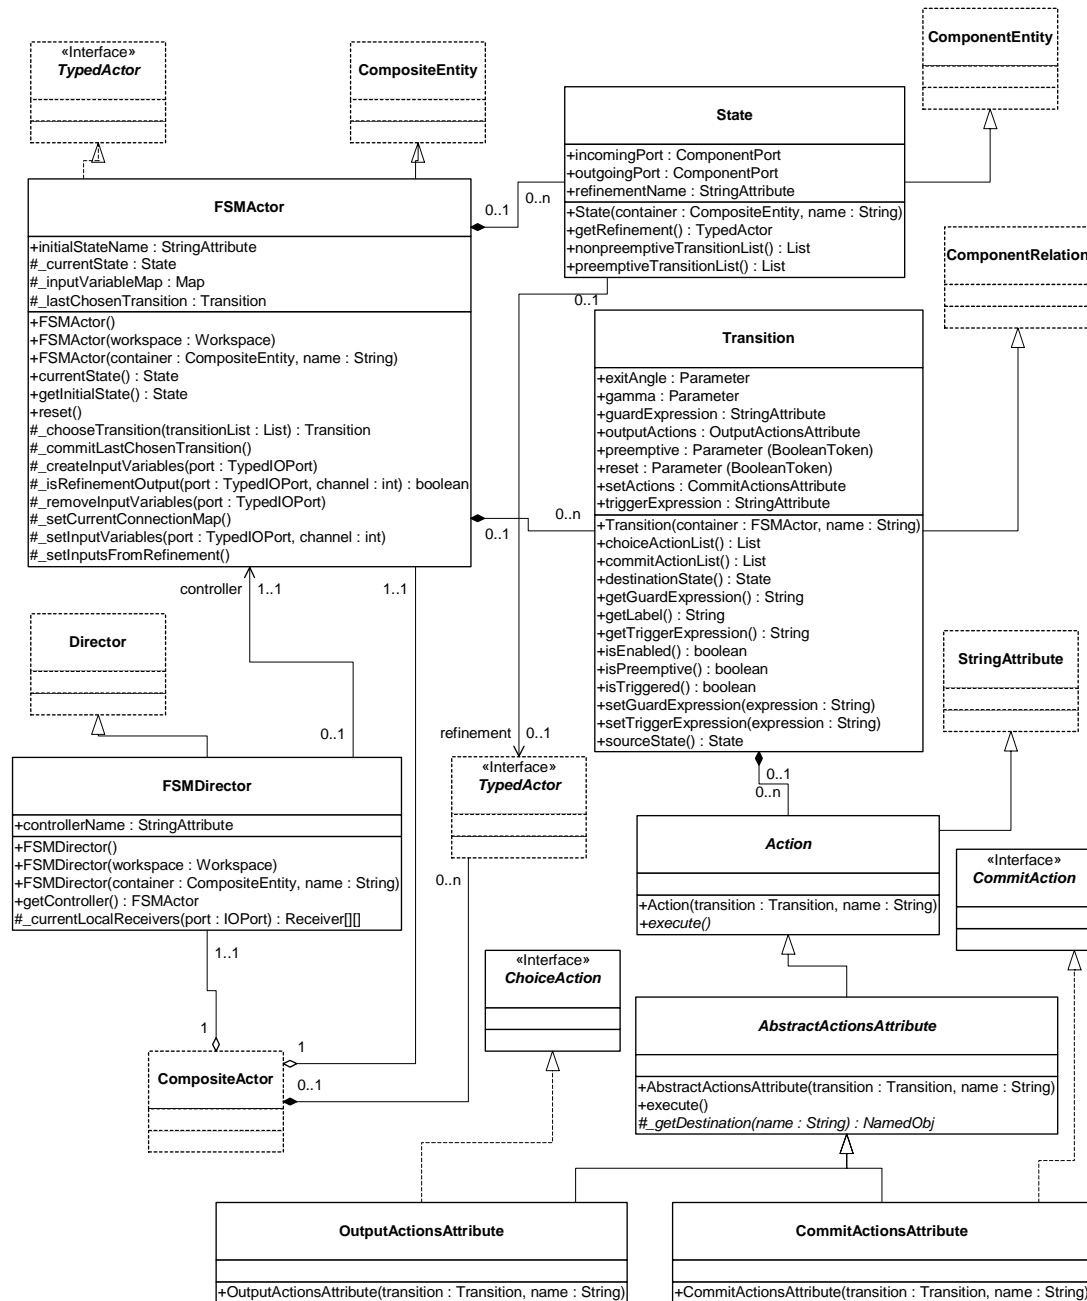 «Interface»
TypedActor
CompositeEntity
ComponentEntity
State
+incomingPort : ComponentPort
+outgoingPort : ComponentPort
+refinementName : StringAttribute
+State(container : CompositeEntity, name : String)
+getRefinement() : TypedActor
+nonpreemptiveTransitionList() : List
+preemptiveTransitionList() : List
FSMActor
+initialStateName : StringAttribute
#_currentState : State
#_inputVariableMap : Map
#_lastChosenTransition : Transition
+FSMActor()
+FSMActor(workspace : Workspace)
+FSMActor(container : CompositeEntity, name : String)
+currentState() : State
+getInitialState() : State
+reset()
#_chooseTransition(transitionList : List) : Transition
#_commitLastChosenTransition()
#_createInputVariables(port : TypedIOPort)
#_isRefinementOutput(port : TypedIOPort, channel : int) : boolean
#_removeInputVariables(port : TypedIOPort)
#_setCurrentConnectionMap()
#_setInputVariables(port : TypedIOPort, channel : int)
#_setInputsFromRefinement()
0..1
0..n
ComponentRelation
0..1
Transition
+exitAngle : Parameter
+gamma : Parameter
+guardExpression : StringAttribute
+outputActions : OutputActionsAttribute
+preemptive : Parameter (BooleanToken)
+reset : Parameter (BooleanToken)
+setActions : CommitActionsAttribute
+triggerExpression : StringAttribute
+Transition(container : FSMActor, name : String)
+choiceActionList() : List
+commitActionList() : List
+destinationState() : State
+getGuardExpression() : String
+getLabel() : String
+getTriggerExpression() : String
+isEnabled() : boolean
+isPreemptive() : boolean
+isTriggered() : boolean
+setGuardExpression(expression : String)
+setTriggerExpression(expression : String)
+sourceState() : State
0..n
0..1
controller
1..1
1..1
Director
StringAttribute
0..1
refinement
0..1
«Interface»
TypedActor
0..1
0..n
FSMDirector
+controllerName : StringAttribute
+FSMDirector()
+FSMDirector(workspace : Workspace)
+FSMDirector(container : CompositeEntity, name : String)
+getController() : FSMActor
#_currentLocalReceivers(port : IOPort) : Receiver[][]
Action
+Action(transition : Transition, name : String)
+execute()
«Interface»
CommitAction
0..n
1..1
«Interface»
ChoiceAction
AbstractActionsAttribute
+AbstractActionsAttribute(transition : Transition, name : String)
+execute()
#_getDestination(name : String) : NamedObj
1
1
CompositeActor
0..1
OutputActionsAttribute
+OutputActionsAttribute(transition : Transition, name : String)
CommitActionsAttribute
+CommitActionsAttribute(transition : Transition, name : String)